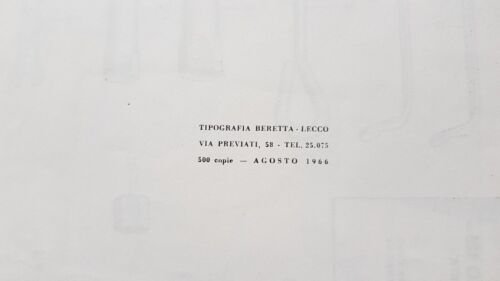 TIPOGRAFIA BERETTA - LECCO
VIA PREVIATI, 58 - TEL. 25.075
500 copie — AGOSTO 1966